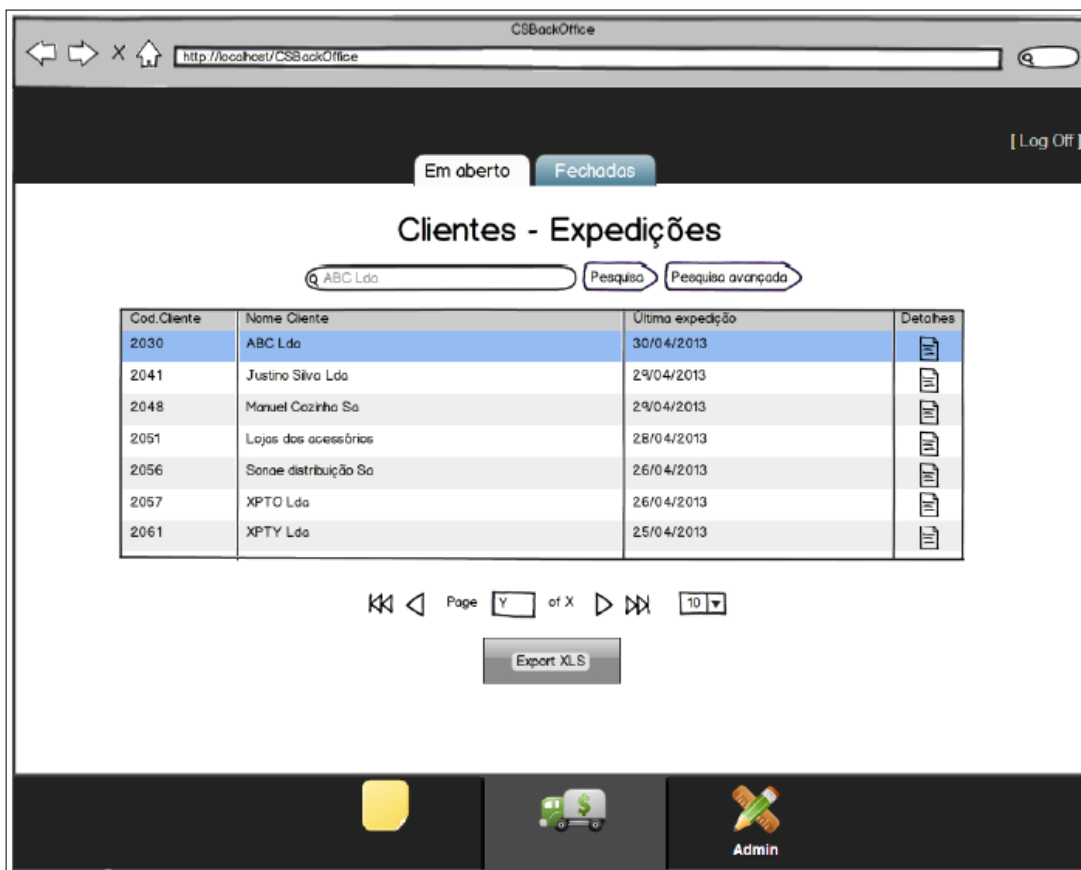 CSBackOffice
X http://localhost/CSBackOffice
[ Log Off ]
Em aberto Fechadas
Clientes - Expedições
ABC Lda. Pesquisa Pesquisa avançada
Cod.Cliente Nome Cliente Última expedição Detalhes
2030 ABC Lda 30/04/2013
2041 Justino Silva Lda 29/04/2013
2048 Manuel Cozinha Sa 29/04/2013
2051 Lojas dos acessórios 28/04/2013
2056 Sonae distribuição Sa 26/04/2013
2057 XPTO Lda 26/04/2013
2061 XPTY Lda 25/04/2013
Page Y of X 10
Export XLS
$
Admin